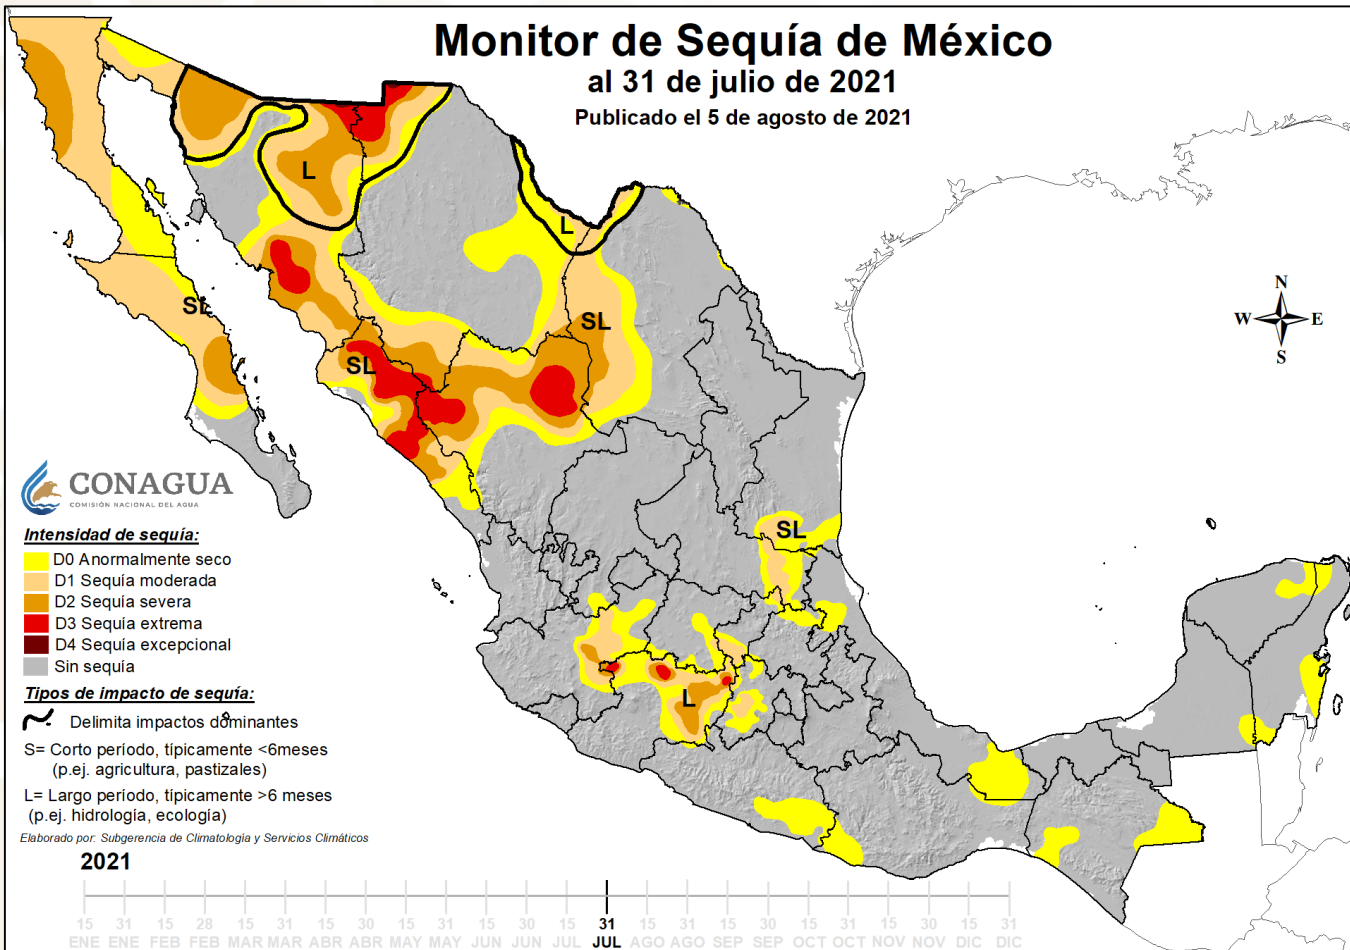 Monitor de Sequía de México
al 31 de julio de 2021
Publicado el 5 de agosto de 2021
L
L
SL
SL
SL
SL
L
N
W E
S
CONAGUA
COMISIÓN NACIONAL DEL AGUA
Intensidad de sequía:
D0 Anormalmente seco
D1 Sequía moderada
D2 Sequía severa
D3 Sequía extrema
D4 Sequía excepcional
Sin sequía
Tipos de impacto de sequía:
Delimita impactos dominantes
S= Corto período, típicamente <6meses
(p.ej. agricultura, pastizales)
L= Largo período, típicamente >6 meses
(p.ej. hidrología, ecología)
Elaborado por: Subgerencia de Climatología y Servicios Climáticos
2021
15 31 15 28 15 31 15 30 15 31 15 30 15 31 15 31 15 30 15 31 15 30 15 31
ENE ENE FEB FEB MAR MAR ABR ABR MAY MAY JUN JUN JUL JUL AGO AGO SEP SEP OCT OCT NOV NOV DIC DIC